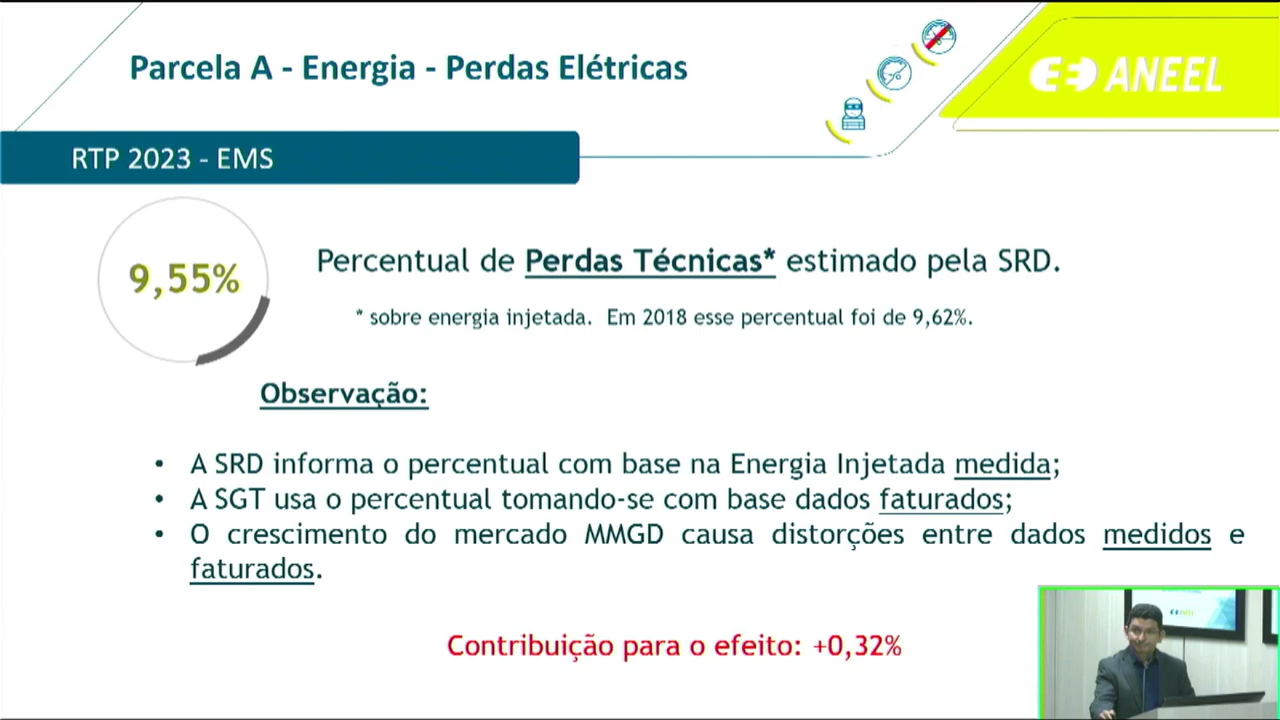 Parcela A - Energia - Perdas Elétricas
ANEEL
RTP 2023 - EMS
9,55%
Percentual de Perdas Técnicas* estimado pela SRD.
* sobre energia injetada. Em 2018 esse percentual foi de 9,62%.
Observação:
• A SRD informa o percentual com base na Energia Injetada medida;
• A SGT usa o percentual tomando-se com base dados faturados;
• O crescimento do mercado MMGD causa distorções entre dados medidos e
faturados.
Contribuição para o efeito: +0,32%
ANEEL